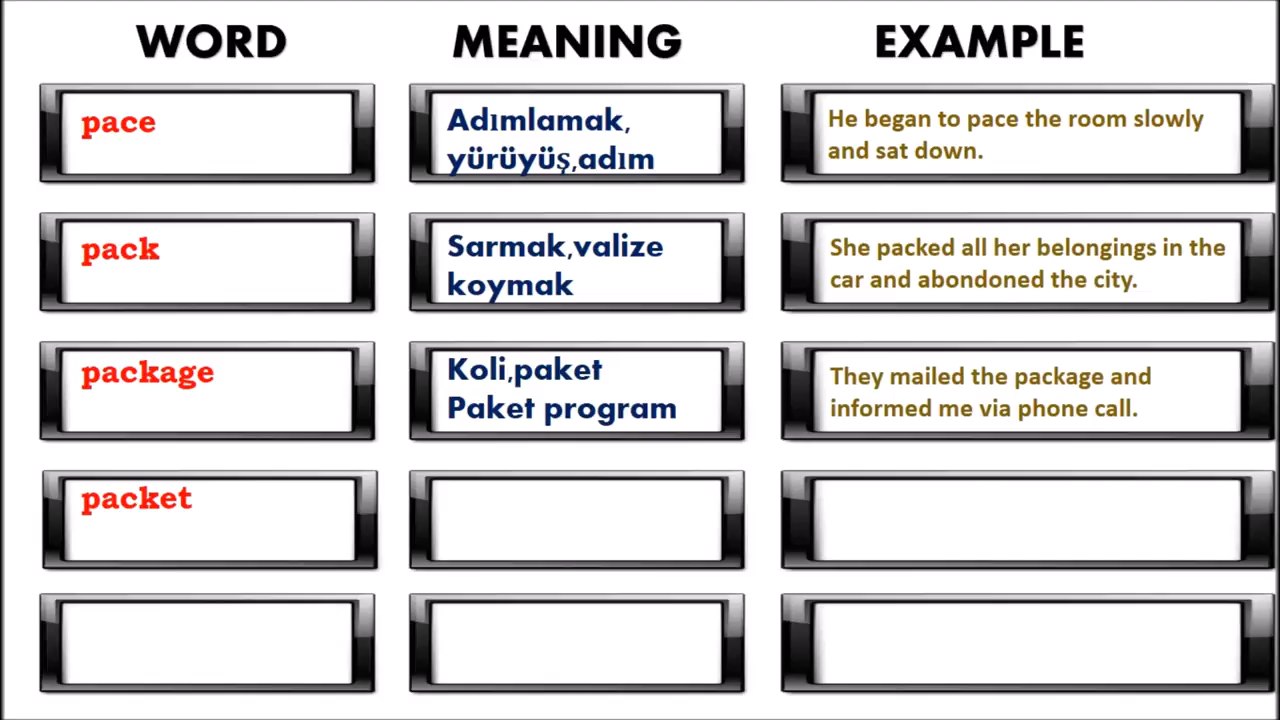 WORD MEANING EXAMPLE
pace
Adımlamak,
yürüyüş,adım
He began to pace the room slowly
and sat down.
pack
Sarmak,valize
koymak
She packed all her belongings in the
car and abondoned the city.
package
Koli,paket
Paket program
They mailed the package and
informed me via phone call.
packet